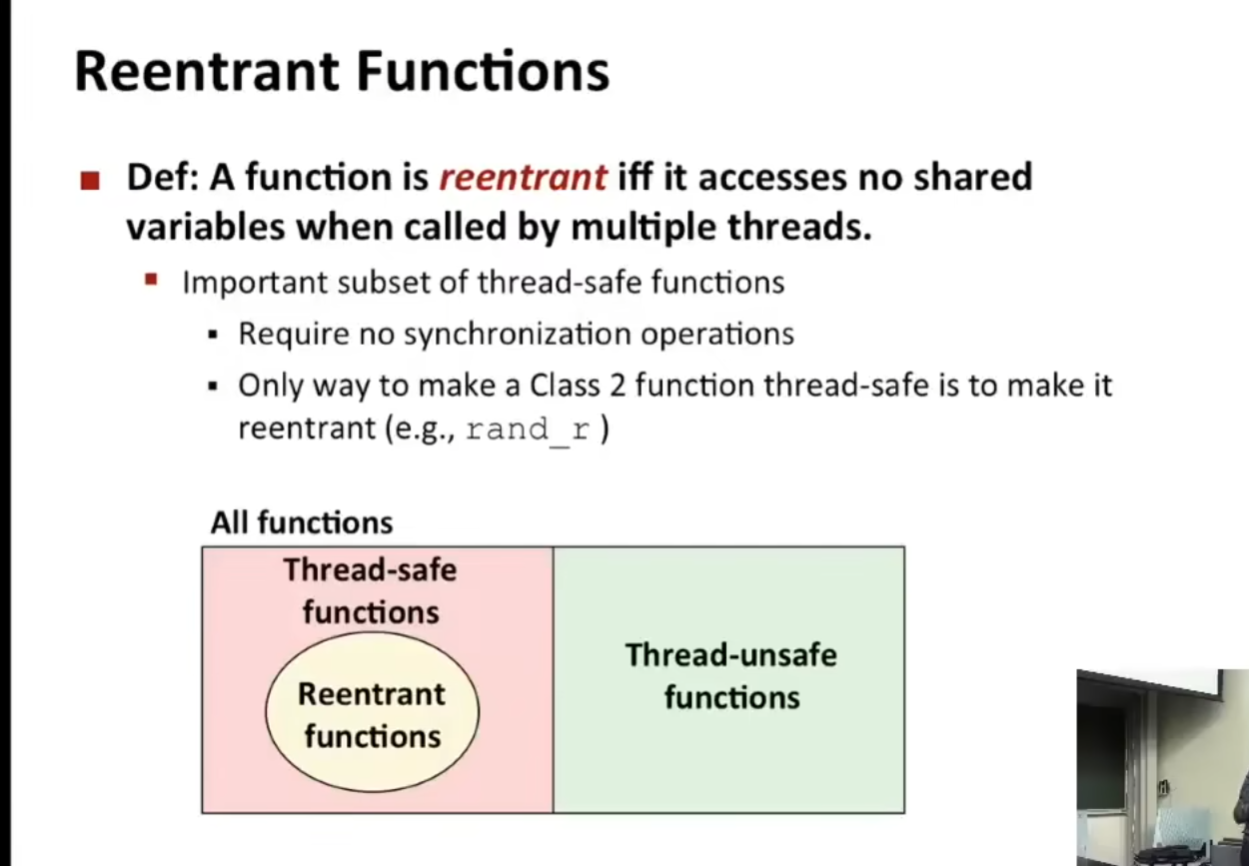 Reentrant Functions
Def: A function is reentrant iff it accesses no shared
variables when called by multiple threads.
Important subset of thread-safe functions
Require no synchronization operations
Only way to make a Class 2 function thread-safe is to make it
reentrant (e.g., rand_r )
All functions
Thread-safe
functions
Reentrant
functions
Thread-unsafe
functions